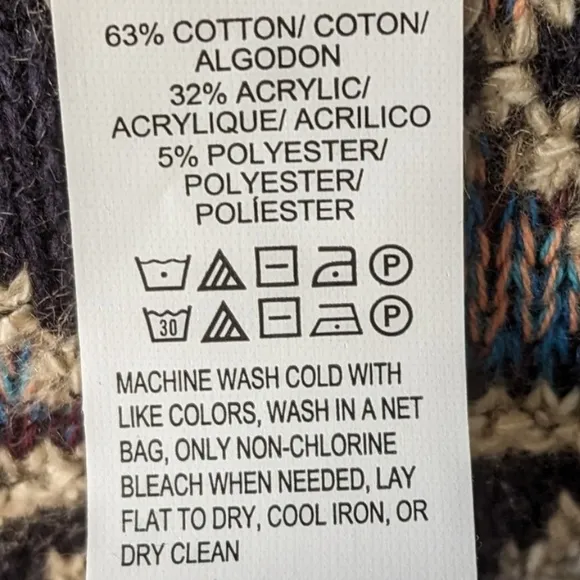 63% COTTON/ COTON/
ALGODON
32% ACRYLIC/
ACRYLIQUE/ ACRILICO
5% POLYESTER/
POLYESTER/
POLÍESTER
P
30 P
MACHINE WASH COLD WITH
LIKE COLORS, WASH IN A NET
BAG, ONLY NON-CHLORINE
BLEACH WHEN NEEDED, LAY
FLAT TO DRY, COOL IRON, OR
DRY CLEAN